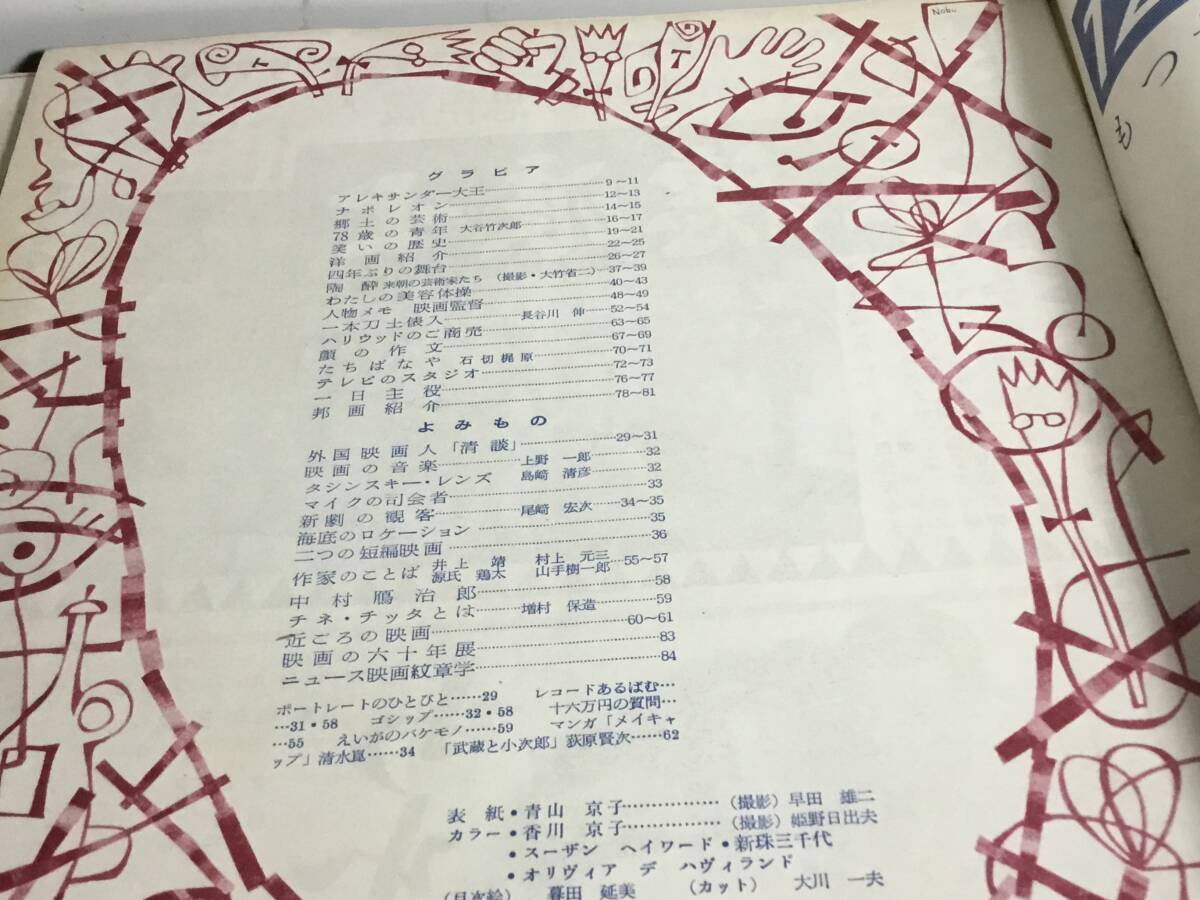 Nobu
つ
も
グラビア
アレキサンダー大王……9～11
ナポレオン……12～13
郷土の芸術……14～15
78歳の青年 大谷竹次郎……16～17
笑いの歴史……19～21
洋画紹介……22～25
四年ぶりの舞台……26～27
陶酔 来朝の芸術家たち (撮影・大竹省二)…37～39
わたしの美容体操……40～43
人物メモ 映画監督……48～49
一本刀土俵入……長谷川 伸……52～54
ハリウッドのご商売……63～65
顔の作文……67～69
たちばなや 石切梶原……70～71
テレビのスタジオ……72～73
一日主役……76～77
邦画紹介……78～81
よみもの
外国映画人「清談」……29～31
映画の音楽……上野 一郎……32
タシンスキー・レンズ 島崎 清彦……32
マイクの司会者……33
新劇の観客……尾崎 宏次……34～35
海底のロケーション……35
二つの短編映画……36
作家のことば 井上 靖 村上 元三 源氏 鶏太 山手樹一郎……55～57
中村鴈治郎……58
チネ・チッタとは……増村 保造……59
近ごろの映画……60～61
映画の六十年展……83
ニュース映画紋章学……84
ポートレートのひとびと……29 レコードあるばむ…
…31・58 ゴシップ……32・58 十六万円の質問…
…55 えいがのバケモノ……59 マンガ「メイキャ
ップ」清水崑……34 「武蔵と小次郎」荻原賢次……62
表紙・青山 京子……(撮影) 早田 雄二
カラー・香川 京子……(撮影) 姫野日出夫
・スーザン ヘイワード・新珠三千代
・オリヴィア デ ハヴィランド
(目次絵) 暮田 延美 (カット) 大川 一夫